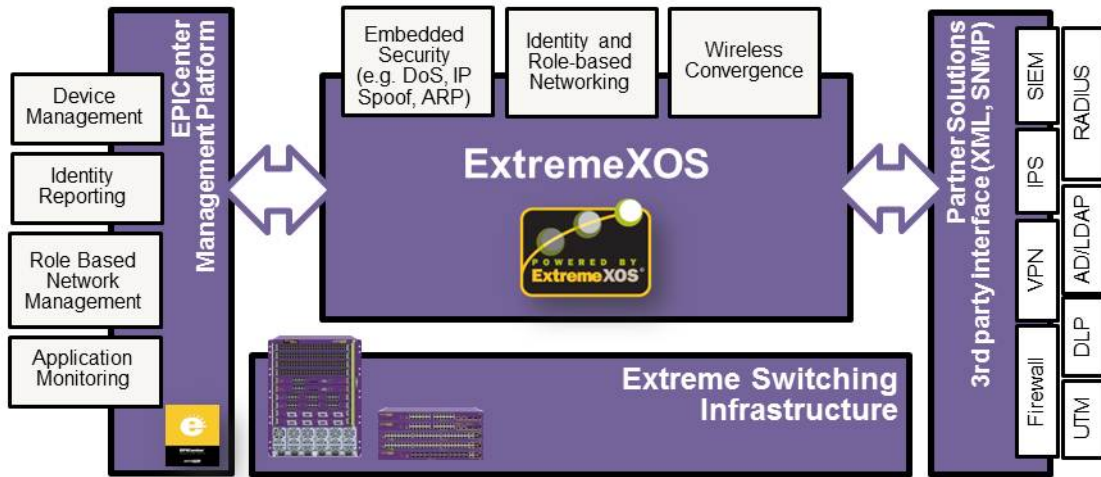 Embedded
Security
(e.g. DoS, IP
Spoof, ARP)
Identity and
Role-based
Networking
Wireless
Convergence
EPICenter
Management Platform
Device
Management
Identity
Reporting
Role Based
Network
Management
Application
Monitoring
ExtremeXOS
POWERED BY
ExtremeXOS®
Extreme Switching
Infrastructure
Partner Solutions
3rd party interface (XML, SNMP)
SIEM
IPS
VPN
Firewall
RADIUS
AD/LDAP
DLP
UTM
e
EPICenter